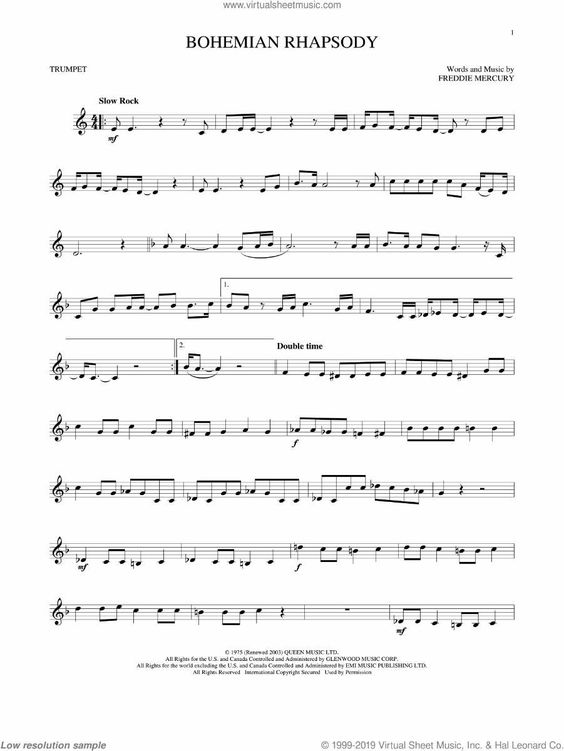 www.virtualsheetmusic.com
1
BOHEMIAN RHAPSODY
TRUMPET
Words and Music by
FREDDIE MERCURY
Slow Rock
mf
1.
2.
Double time
f
mf
f
mf
© 1975 (Renewed 2003) QUEEN MUSIC LTD.
All Rights for the U.S. and Canada Controlled and Administered by GLENWOOD MUSIC CORP.
All Rights for the world excluding the U.S. and Canada Controlled and Administered by EMI MUSIC PUBLISHING LTD.
All Rights Reserved International Copyright Secured Used by Permission
Low resolution sample
© 1999-2019 Virtual Sheet Music, Inc. & Hal Leonard Co.